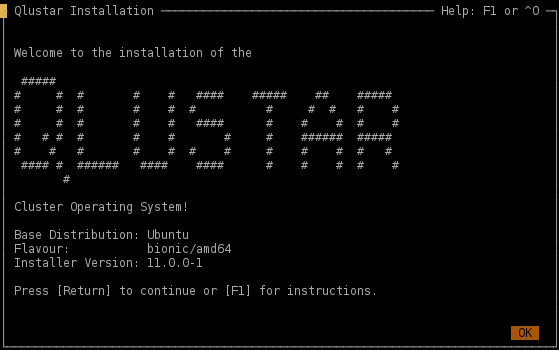 Qlustar Installation
Help: F1 or ^O
Welcome to the installation of the
QLUSTAR
Cluster Operating System!
Base Distribution: Ubuntu
Flavour: bionic/amd64
Installer Version: 11.0.0-1
Press [Return] to continue or [F1] for instructions.
OK